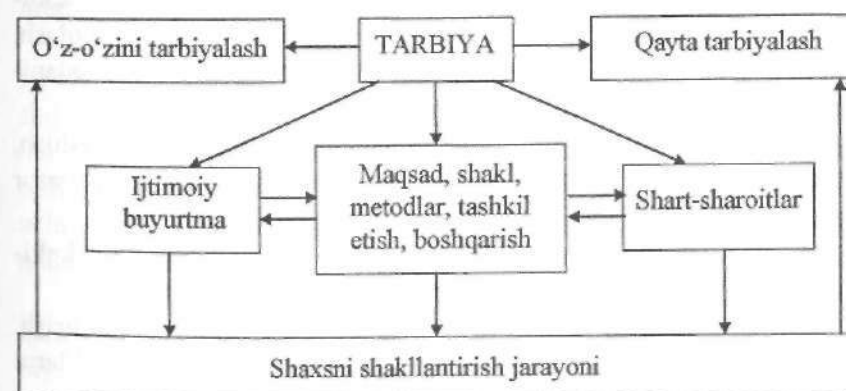 O‘z-o‘zini tarbiyalash
TARBIYA
Qayta tarbiyalash
Ijtimoiy
buyurtma
Maqsad, shakl,
metodlar, tashkil
etish, boshqarish
Shart-sharoitlar
Shaxsni shakllantirish jarayoni